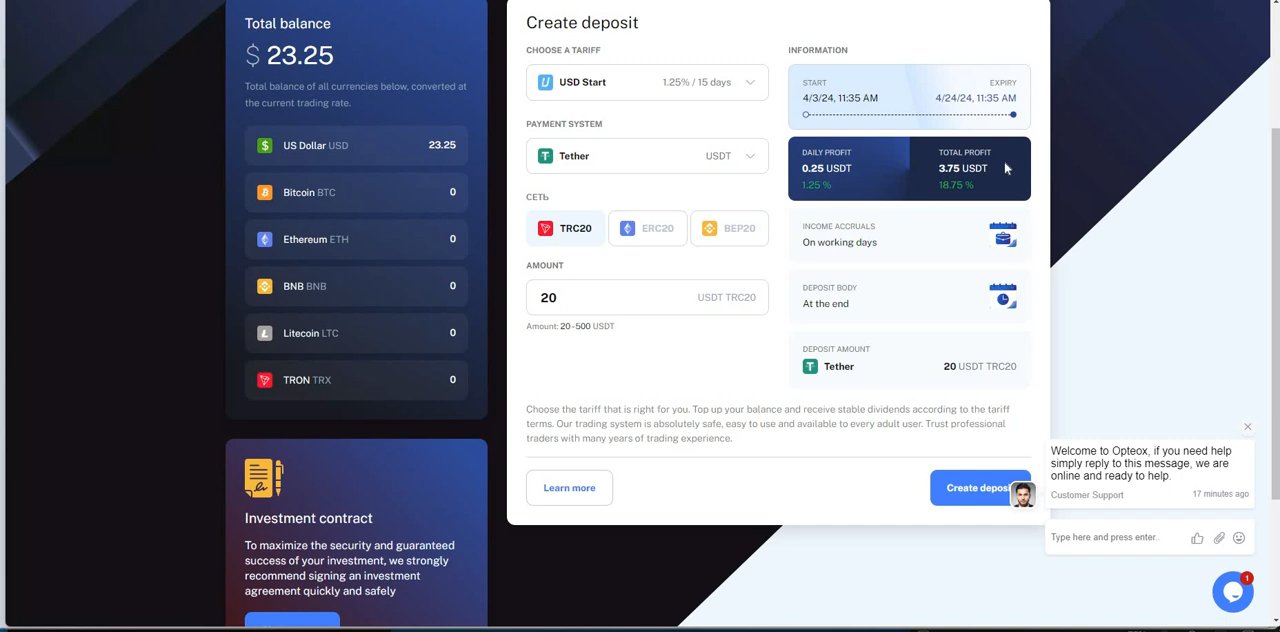 Total balance
$ 23.25
Total balance of all currencies below, converted at
the current trading rate.
US Dollar USD 23.25
Bitcoin BTC 0
Ethereum ETH 0
BNB BNB 0
Litecoin LTC 0
TRON TRX 0
Investment contract
To maximize the security and guaranteed
success of your investment, we strongly
recommend signing an investment
agreement quickly and safely
Create deposit
CHOOSE A TARIFF
USD Start 1.25% / 15 days
PAYMENT SYSTEM
Tether USDT
СЕТЬ
TRC20 ERC20 BEP20
AMOUNT
20 USDT TRC20
Amount: 20 - 500 USDT
INFORMATION
START EXPIRY
4/3/24, 11:35 AM 4/24/24, 11:35 AM
DAILY PROFIT TOTAL PROFIT
0.25 USDT 3.75 USDT
1.25 % 18.75 %
INCOME ACCRUALS
On working days
DEPOSIT BODY
At the end
DEPOSIT AMOUNT
Tether 20 USDT TRC20
Choose the tariff that is right for you. Top up your balance and receive stable dividends according to the tariff
terms. Our trading system is absolutely safe, easy to use and available to every adult user. Trust professional
traders with many years of trading experience.
Learn more Create depos
Welcome to Opteox, if you need help
simply reply to this message, we are
online and ready to help.
Customer Support 17 minutes ago
Type here and press enter..
1